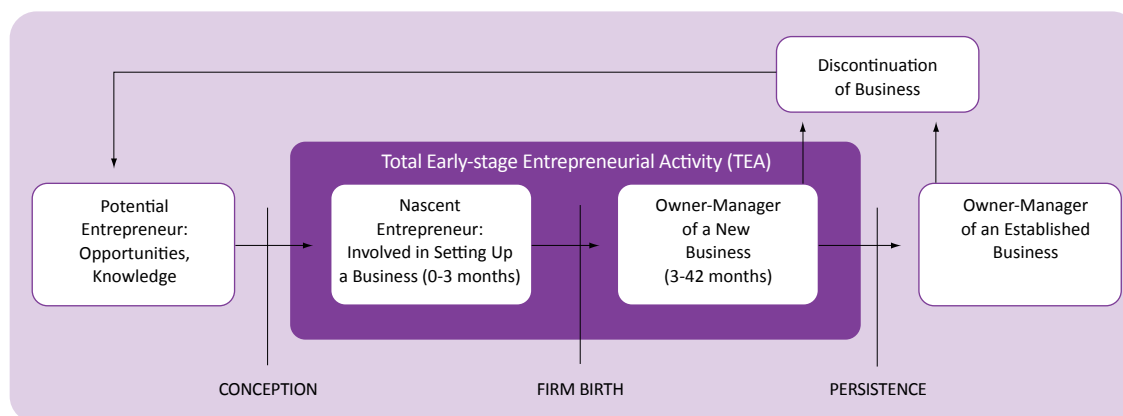 Discontinuation
of Business
Total Early-stage Entrepreneurial Activity (TEA)
Potential
Entrepreneur:
Opportunities,
Knowledge
Nascent
Entrepreneur:
Involved in Setting Up
a Business (0-3 months)
Owner-Manager
of a New
Business
(3-42 months)
Owner-Manager
of an Established
Business
CONCEPTION
FIRM BIRTH
PERSISTENCE